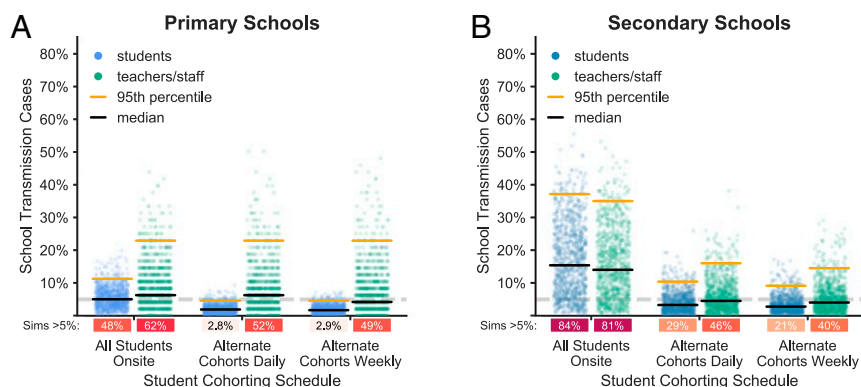 A
Primary Schools
School Transmission Cases
80%
70%
60%
50%
40%
30%
20%
10%
students
teachers/staff
95th percentile
median
Sims >5%: 48% 62% 2.8% 52% 2.9% 49%
All Students Onsite
Alternate Cohorts Daily
Alternate Cohorts Weekly
Student Cohorting Schedule
B
Secondary Schools
School Transmission Cases
80%
70%
60%
50%
40%
30%
20%
10%
students
teachers/staff
95th percentile
median
Sims >5%: 84% 81% 29% 46% 21% 40%
All Students Onsite
Alternate Cohorts Daily
Alternate Cohorts Weekly
Student Cohorting Schedule